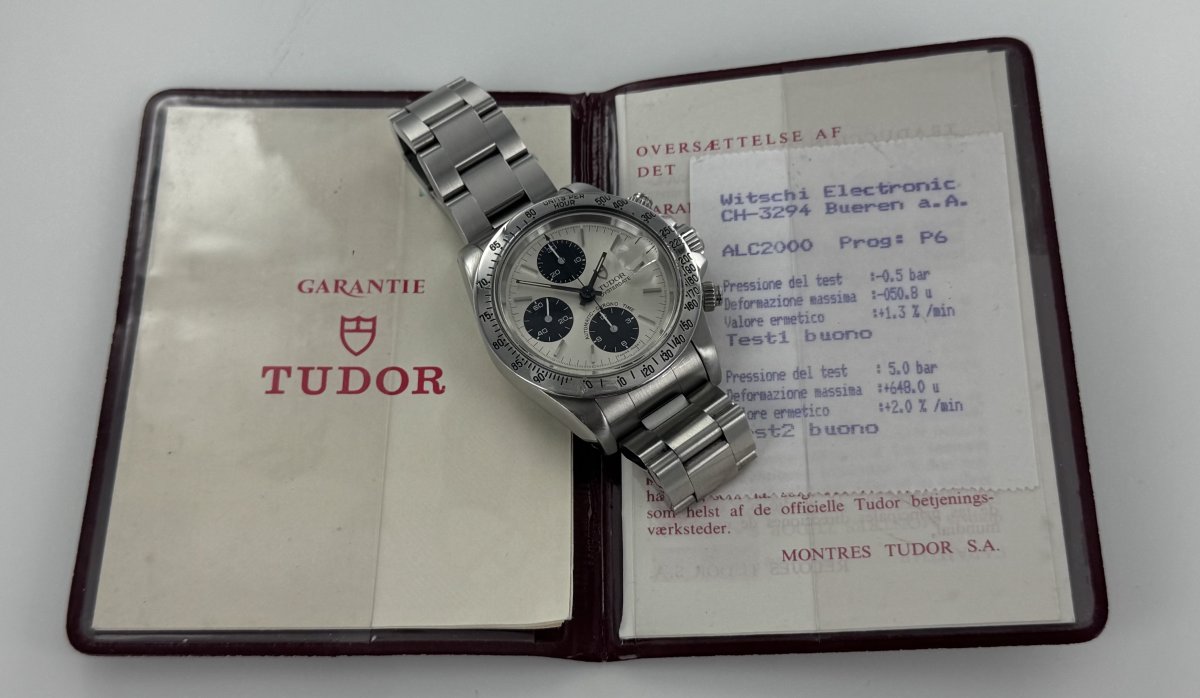 GARANTIE
TUDOR
UNITS PER
HOUR
TUDOR
OVERSÆTTELSE AF
DET
Witschi Electronic
CH-3294 Bueren a.A.
ALC2000 Prog: P6
Pressione del test :-0.5 bar
Deformazione massima :-050.8 u
Valore ermetico :+1.3 % /min
Test1 buono
Pressione del test : 5.0 bar
Deformazione massima :+648.0 u
ore ermetico :+2.0 % /min
st2 buono
som helst af de officielle Tudor betjenings-
værksteder.
MONTRES TUDOR S.A.